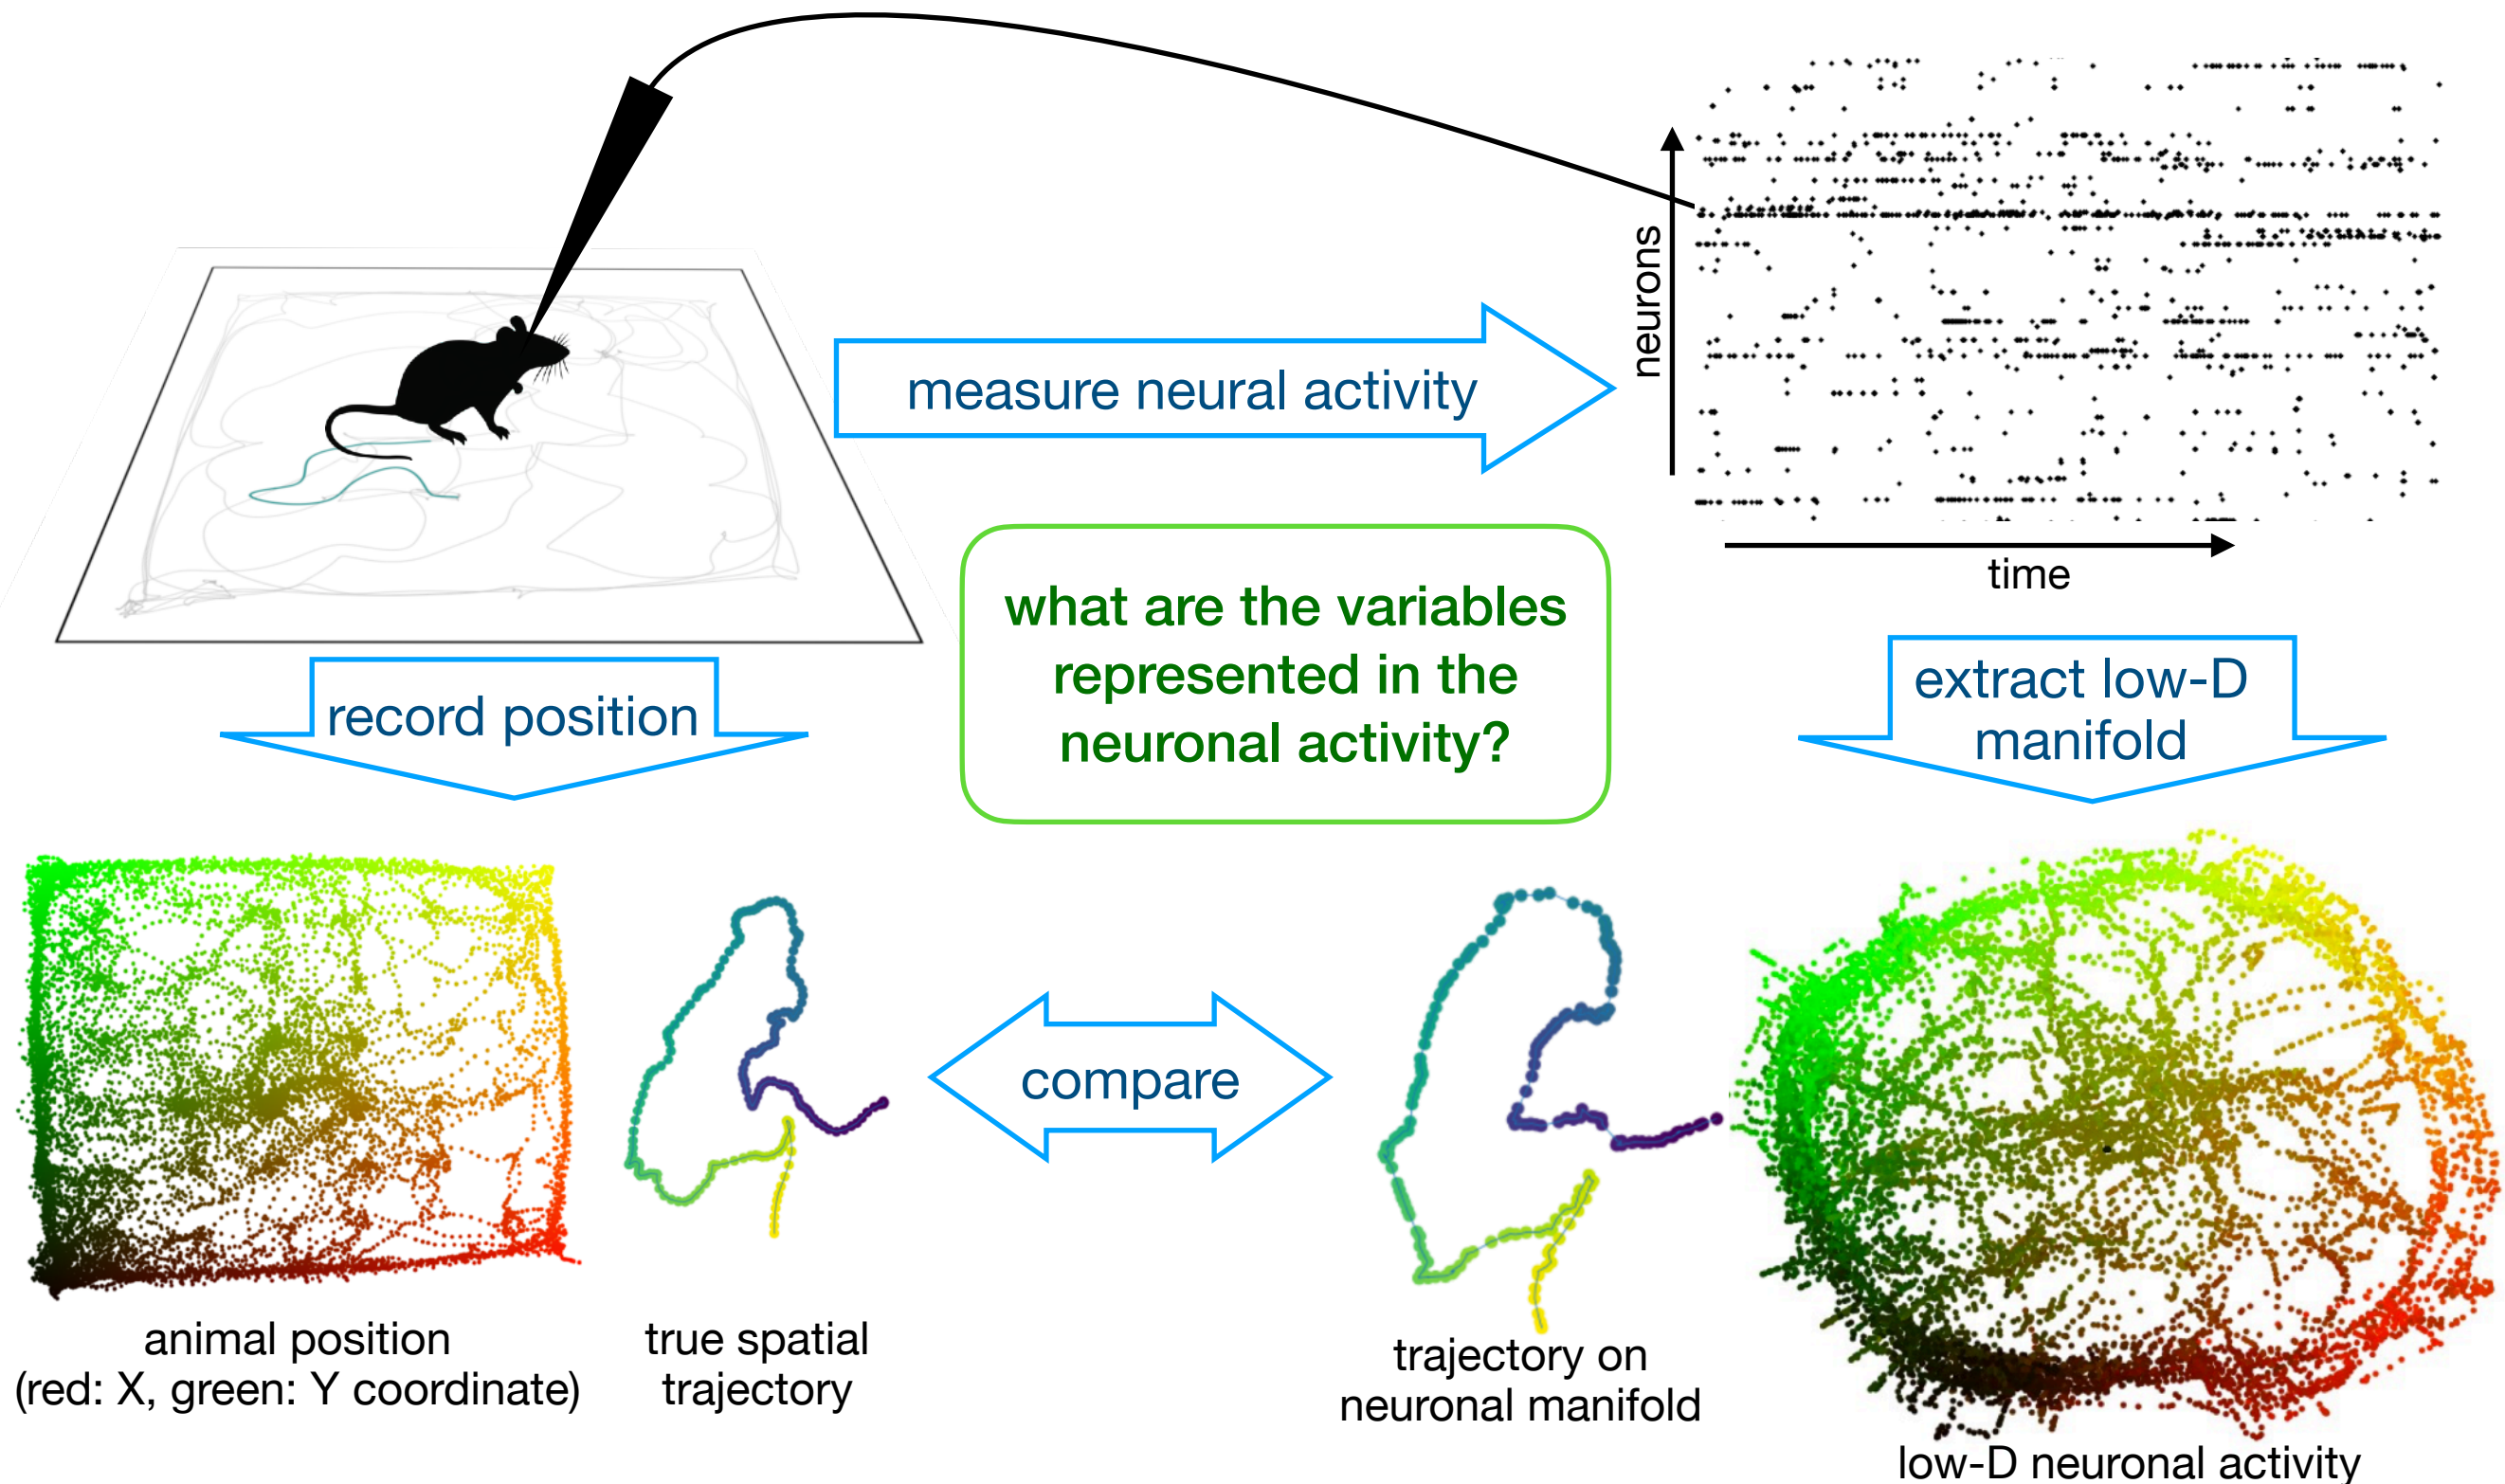 neurons
measure neural activity
time
what are the variables
represented in the
neuronal activity?
record position
extract low-D
manifold
compare
animal position
(red: X, green: Y coordinate)
true spatial
trajectory
trajectory on
neuronal manifold
low-D neuronal activity